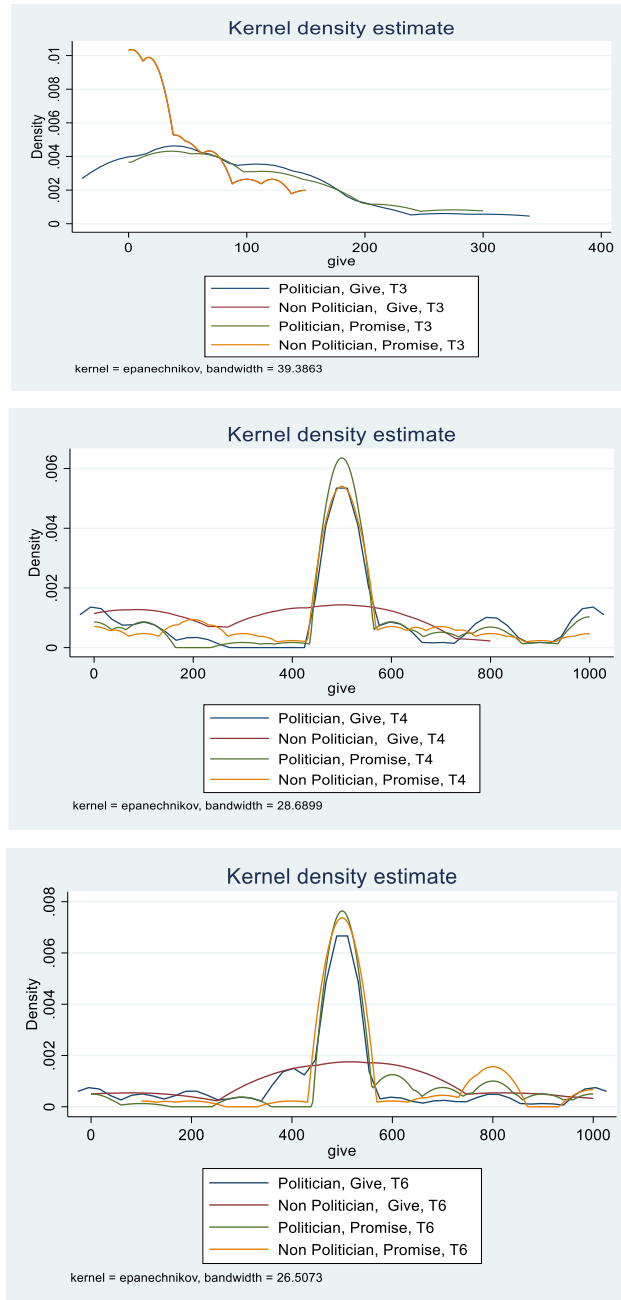 Kernel density estimate
Density
0 .002 .004 .006 .008 .01
0 100 200 300 400
give
Politician, Give, T3
Non Politician,  Give, T3
Politician, Promise, T3
Non Politician, Promise, T3
kernel = epanechnikov, bandwidth = 39.3863
Kernel density estimate
Density
0 .002 .004 .006
0 200 400 600 800 1000
give
Politician, Give, T4
Non Politician,  Give, T4
Politician, Promise, T4
Non Politician, Promise, T4
kernel = epanechnikov, bandwidth = 28.6899
Kernel density estimate
Density
0 .002 .004 .006 .008
0 200 400 600 800 1000
give
Politician, Give, T6
Non Politician,  Give, T6
Politician, Promise, T6
Non Politician, Promise, T6
kernel = epanechnikov, bandwidth = 26.5073